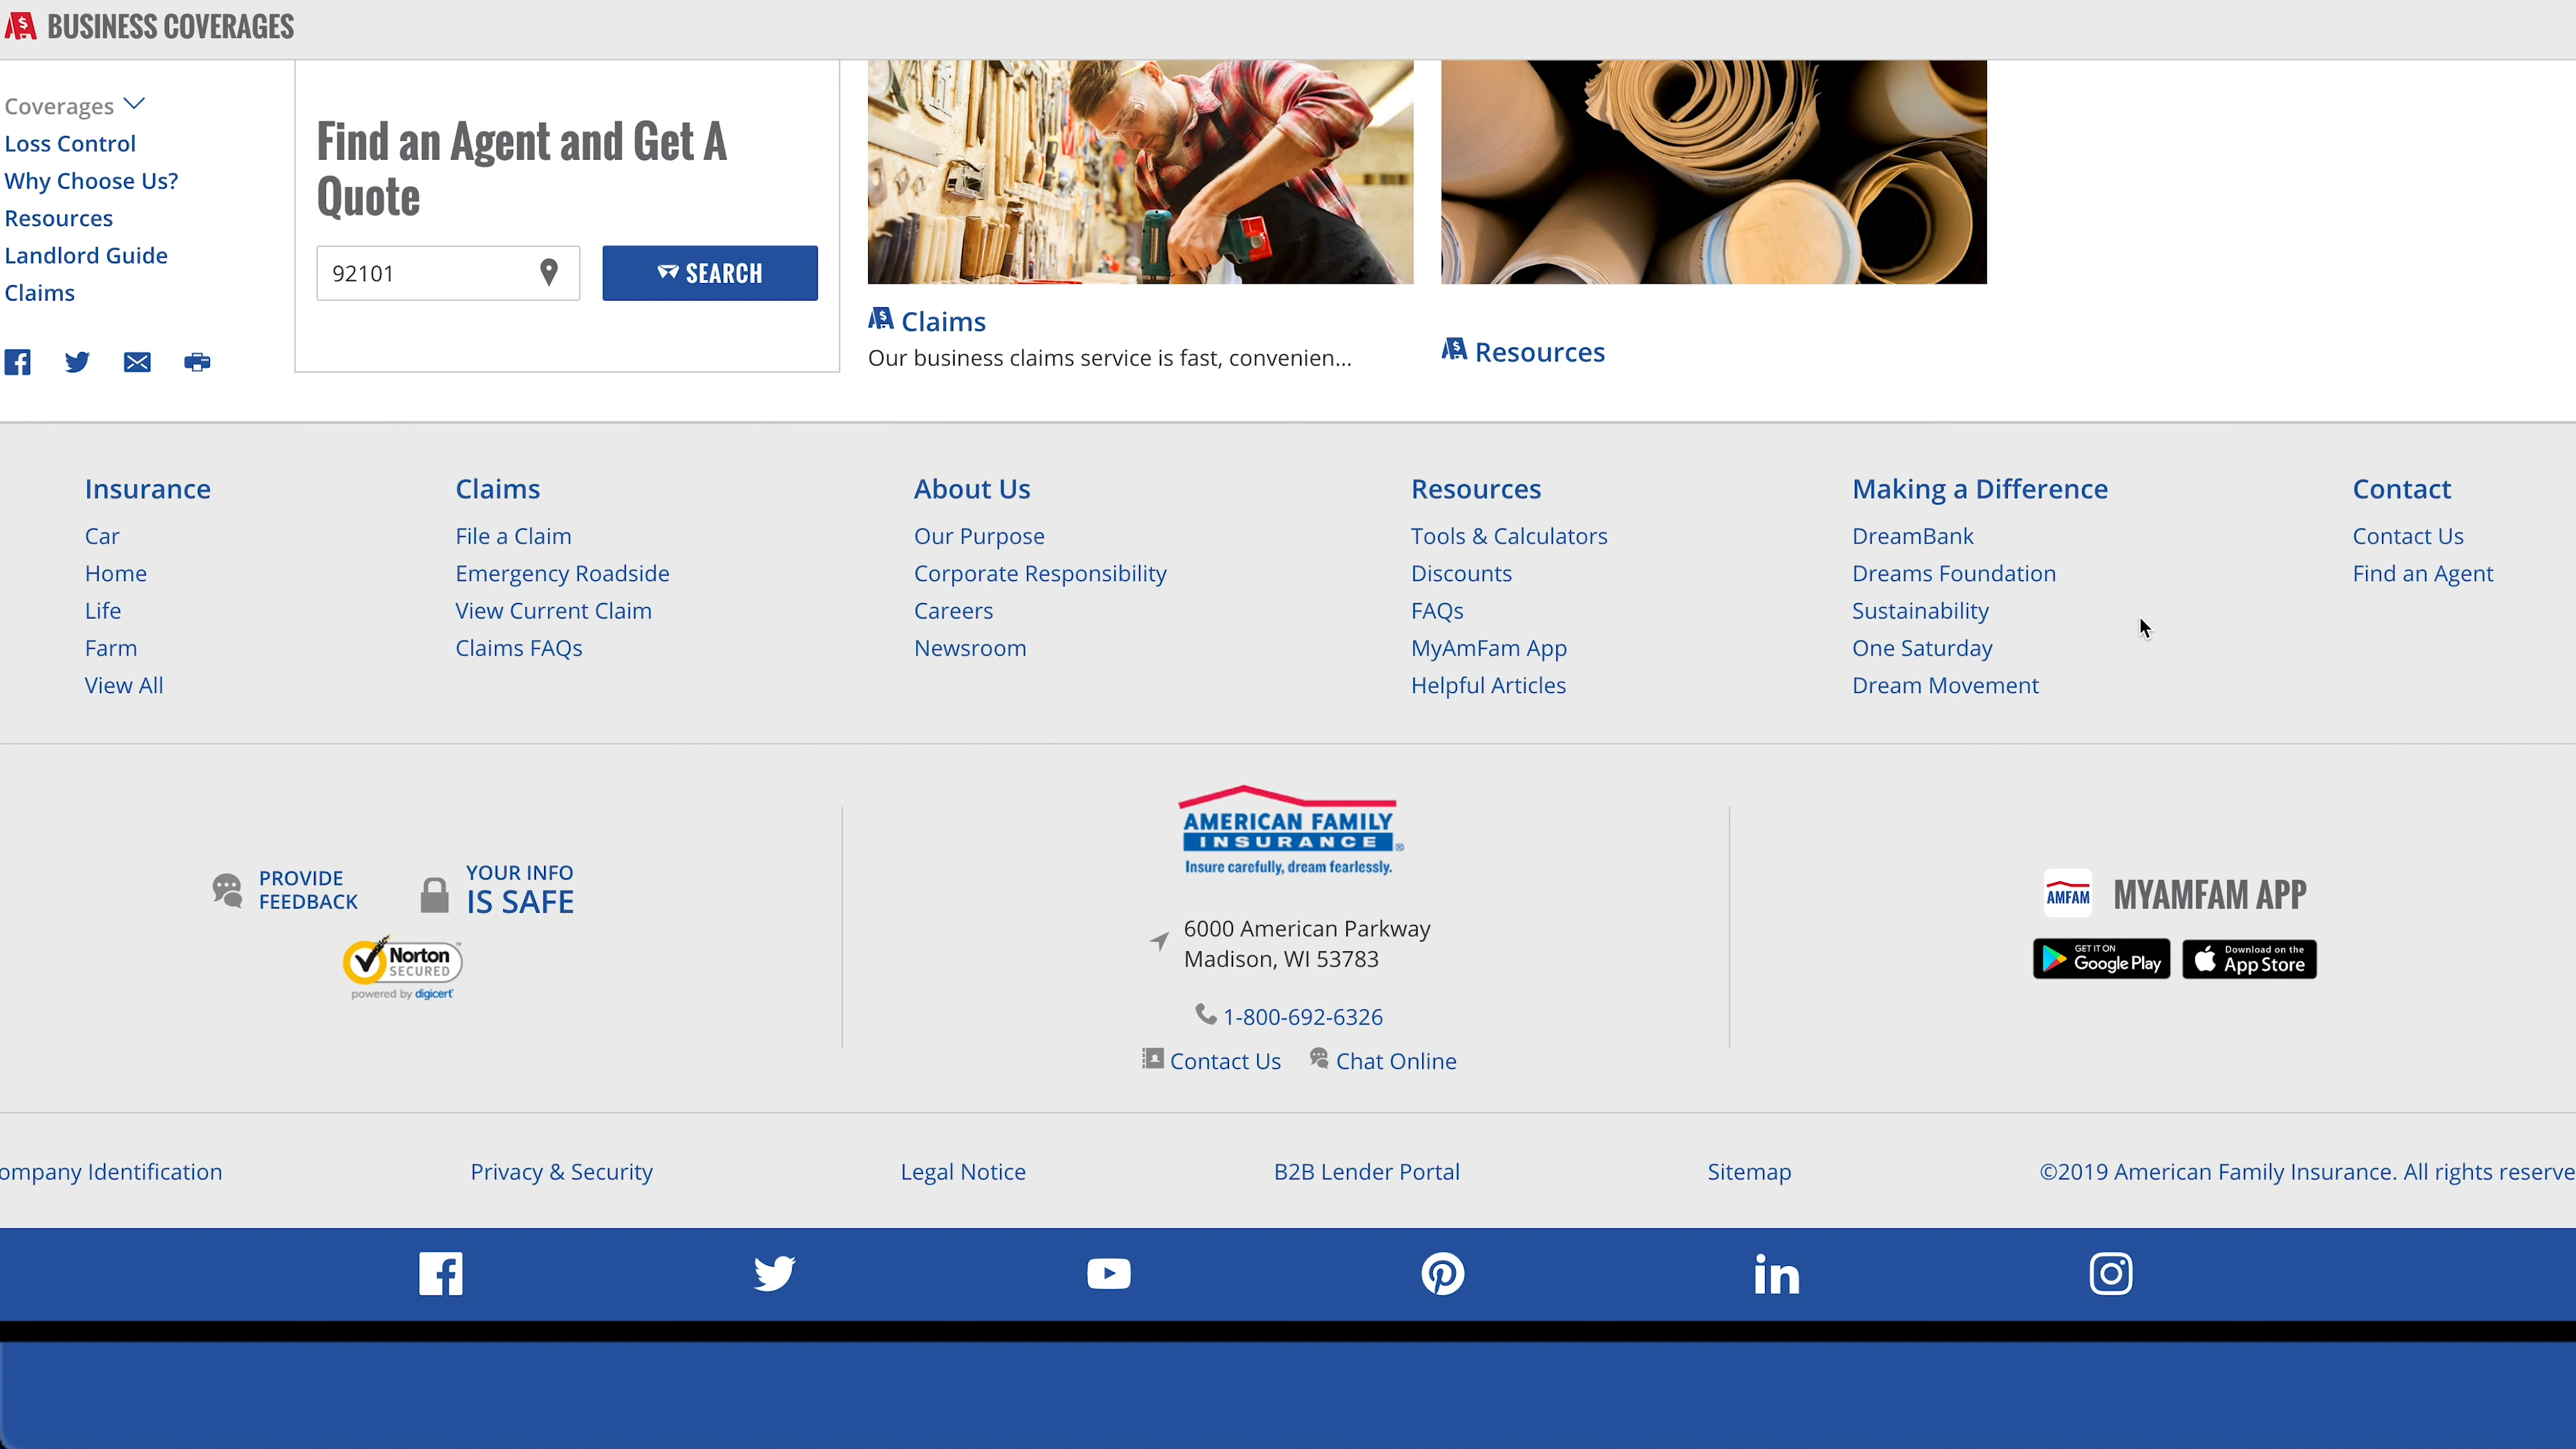 BUSINESS COVERAGES
Coverages
Loss Control
Why Choose Us?
Resources
Landlord Guide
Claims
Find an Agent and Get A
Quote
92101
SEARCH
Claims
Our business claims service is fast, convenien...
Resources
Insurance
Car
Home
Life
Farm
View All
Claims
File a Claim
Emergency Roadside
View Current Claim
Claims FAQs
About Us
Our Purpose
Corporate Responsibility
Careers
Newsroom
Resources
Tools & Calculators
Discounts
FAQs
MyAmFam App
Helpful Articles
Making a Difference
DreamBank
Dreams Foundation
Sustainability
One Saturday
Dream Movement
Contact
Contact Us
Find an Agent
PROVIDE
FEEDBACK
YOUR INFO
IS SAFE
Norton
SECURED
powered by digicert
AMERICAN FAMILY
INSURANCE®
Insure carefully, dream fearlessly.
6000 American Parkway
Madison, WI 53783
1-800-692-6326
Contact Us
Chat Online
AMFAM
MYAMFAM APP
GET IT ON
Google Play
Download on the
App Store
ompany Identification
Privacy & Security
Legal Notice
B2B Lender Portal
Sitemap
©2019 American Family Insurance. All rights reserve